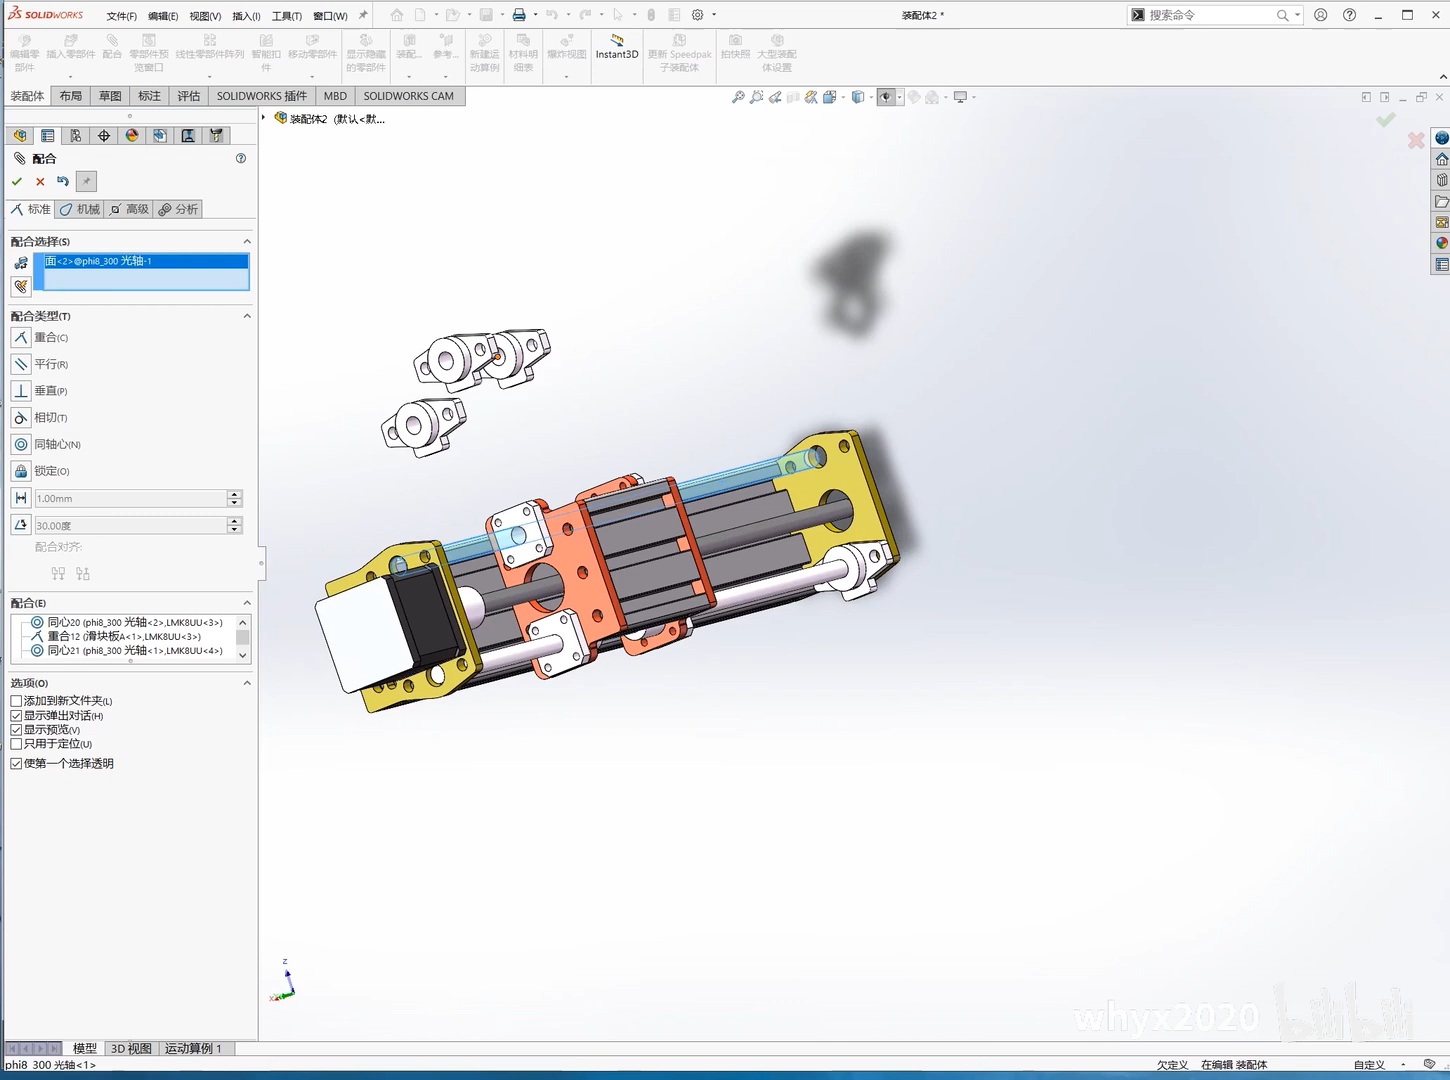 SOLIDWORKS 文件(F) 编辑(E) 视图(V) 插入(I) 工具(T) 窗口(W) 装配体2 * 搜索命令
编辑零部件 插入零部件 配合 零部件预览窗口 线性零部件阵列 智能扣件 移动零部件 显示隐藏的零部件 装配... 参考... 新建运动算例 材料明细表 爆炸视图 Instant3D 更新 Speedpak 子装配体 拍快照 大型装配体设置
装配体 布局 草图 标注 评估 SOLIDWORKS 插件 MBD SOLIDWORKS CAM
装配体2 (默认<默...
配合
标准 机械 高级 分析
配合选择(S)
面<2>@phi8_300 光轴-1
配合类型(T)
重合(C)
平行(R)
垂直(P)
相切(T)
同轴心(N)
锁定(O)
1.00mm
30.00度
配合对齐:
配合(E)
同心20 (phi8_300 光轴<2>,LMK8UU<3>)
重合12 (滑块板A<1>,LMK8UU<3>)
同心21 (phi8_300 光轴<1>,LMK8UU<4>)
选项(O)
添加到新文件夹(L)
显示弹出对话(H)
显示预览(V)
只用于定位(U)
使第一个选择透明
Z
X
whyx2020 bilibili
模型 3D 视图 运动算例 1
phi8_300 光轴<1> 欠定义 在编辑 装配体 自定义